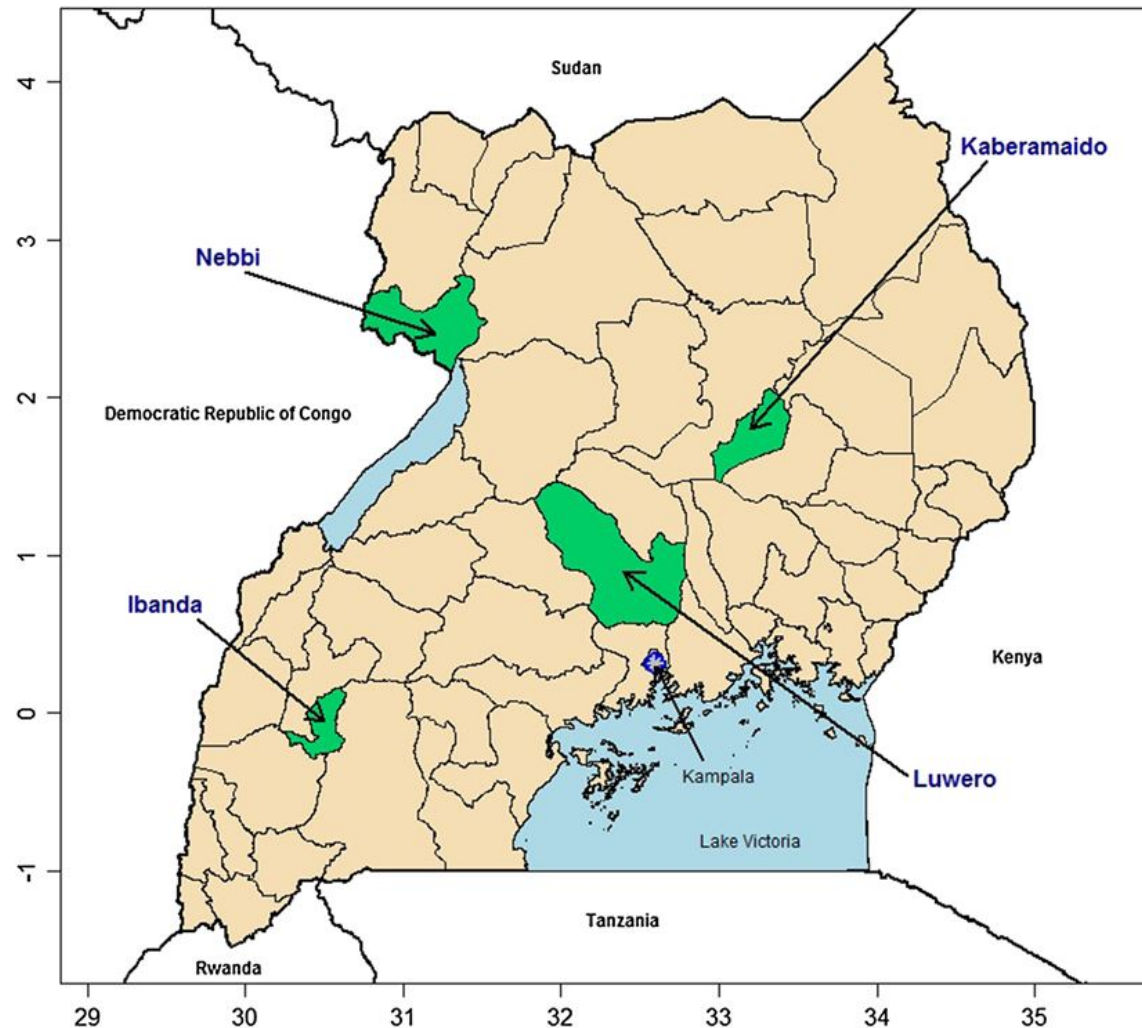 Sudan
4
Kaberamaido
3
Nebbi
2
Democratic Republic of Congo
1
Ibanda
Kenya
0
Kampala
Luwero
Lake Victoria
-1
Tanzania
Rwanda
29 30 31 32 33 34 35